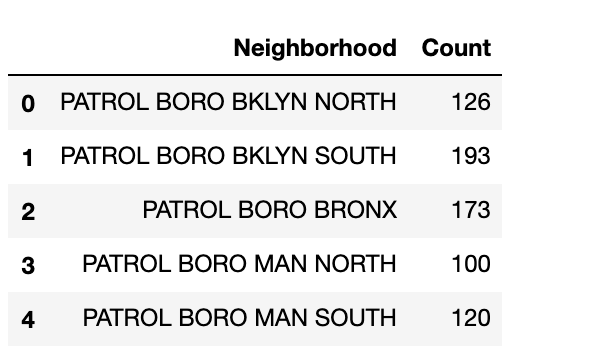 Neighborhood Count
0 PATROL BORO BKLYN NORTH 126
1 PATROL BORO BKLYN SOUTH 193
2 PATROL BORO BRONX 173
3 PATROL BORO MAN NORTH 100
4 PATROL BORO MAN SOUTH 120